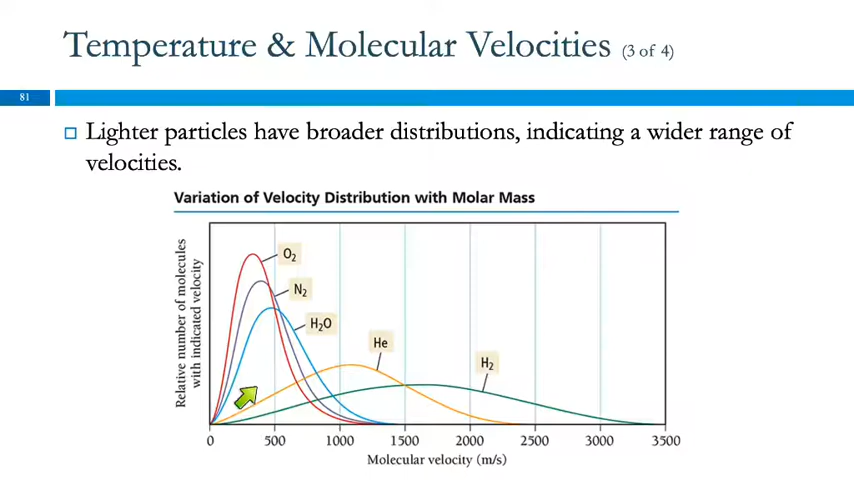 Temperature & Molecular Velocities (3 of 4)
81
Lighter particles have broader distributions, indicating a wider range of
velocities.
Variation of Velocity Distribution with Molar Mass
Relative number of molecules
with indicated velocity
O₂
N₂
H₂O
He
H₂
0 500 1000 1500 2000 2500 3000 3500
Molecular velocity (m/s)